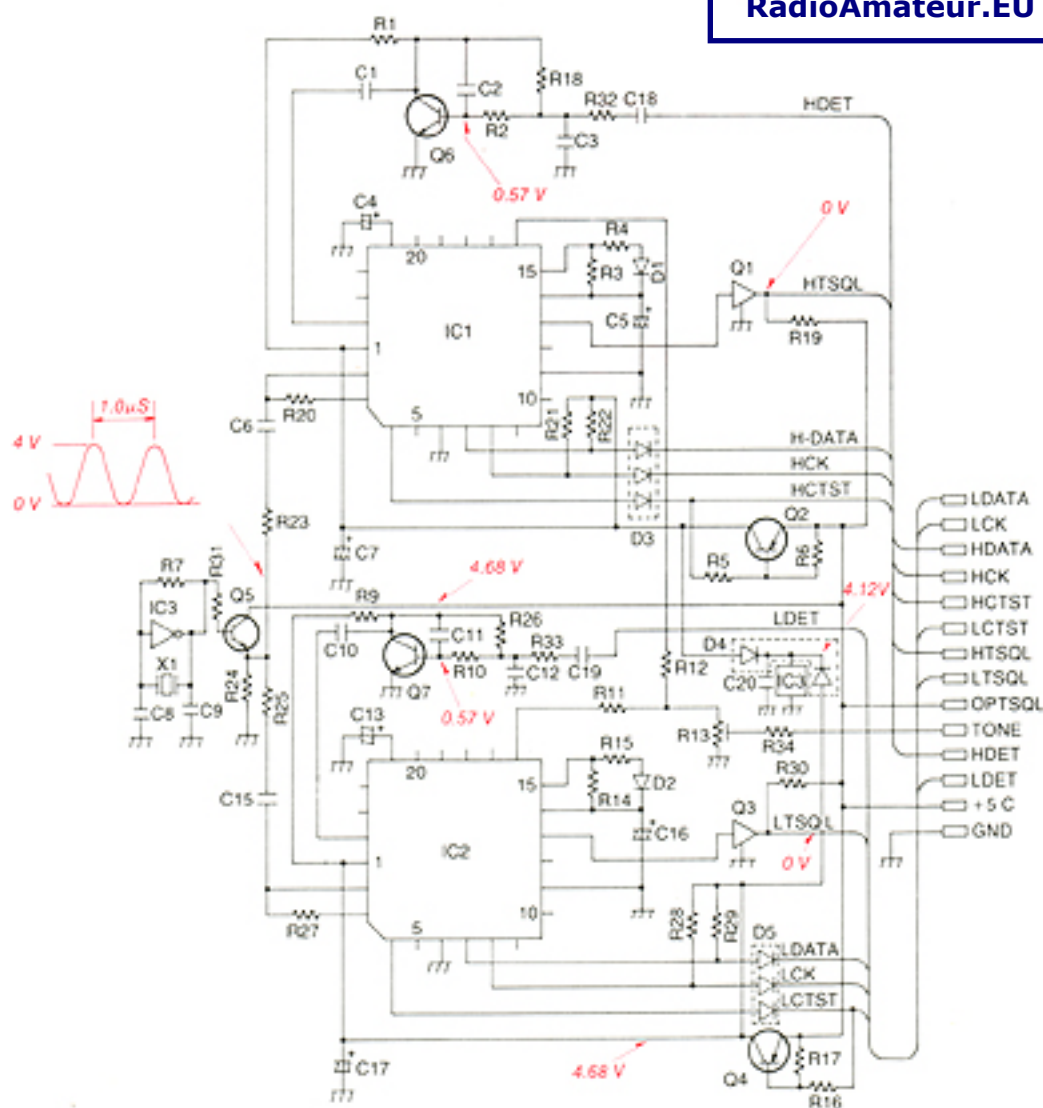 RadioAmateur.EU
R1
C1
C2
R18
R32 C18
HDET
R2
C3
Q6
0.57 V
C4
0 V
20
R4
15
R3
D1
Q1
HTSQL
C5
IC1
R19
1
1.0µS
R20
10
4 V
C6
5
R21
R22
H-DATA
HCK
0 V
HCTST
R23
D3
Q2
LDATA
C7
R5
R6
LCK
R7
R31
4.68 V
HDATA
R9
4.12V
HCK
IC3
Q5
R26
LDET
HCTST
C10
C11
R33
D4
LCTST
X1
R10
C12
C19
R12
C20
IC3
HTSQL
R24
R25
Q7
LTSQL
C8
C9
0.57 V
R11
OPTSQL
C13
R13
TONE
R34
HDET
20
R15
R30
LDET
15
D2
C15
R14
Q3
+5 C
C16
LTSQL
GND
1
IC2
0 V
R27
10
R28
R29
5
D5
LDATA
LCK
LCTST
C17
4.68 V
Q4
R17
R16